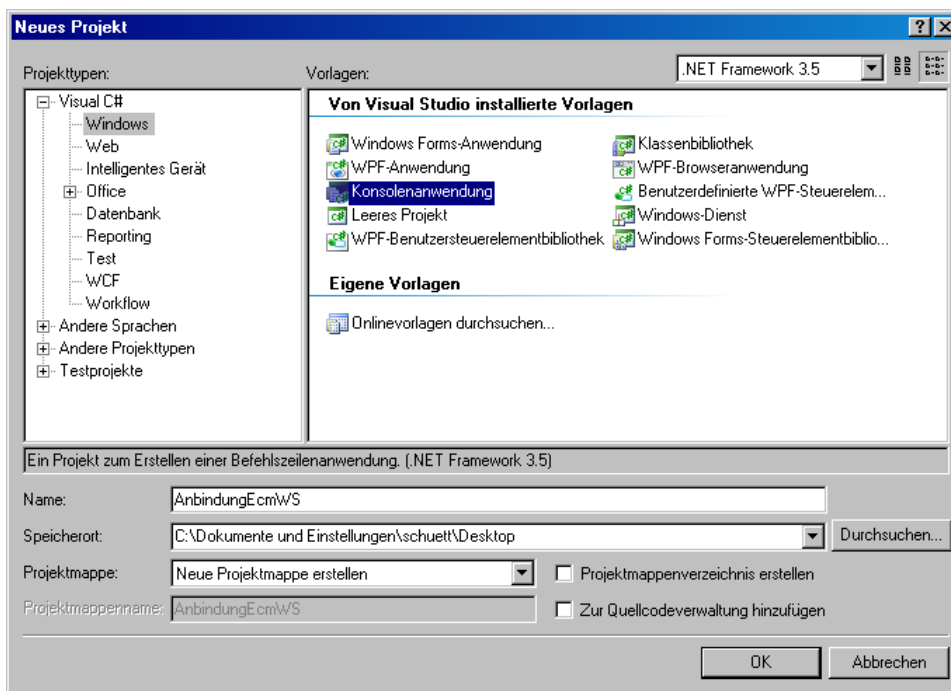 Neues Projekt
Projekttypen:
Vorlagen:
.NET Framework 3.5
Visual C#
Windows
Web
Intelligentes Gerät
Office
Datenbank
Reporting
Test
WCF
Workflow
Andere Sprachen
Andere Projekttypen
Testprojekte
Von Visual Studio installierte Vorlagen
Windows Forms-Anwendung
Klassenbibliothek
WPF-Anwendung
WPF-Browseranwendung
Konsolenanwendung
Benutzerdefinierte WPF-Steuerelem...
Leeres Projekt
Windows-Dienst
WPF-Benutzersteuerelementbibliothek
Windows Forms-Steuerelementbiblio...
Eigene Vorlagen
Onlinevorlagen durchsuchen...
Ein Projekt zum Erstellen einer Befehlszeilenanwendung. (.NET Framework 3.5)
Name:
AnbindungEcmWS
Speicherort:
C:\Dokumente und Einstellungen\schuett\Desktop
Durchsuchen...
Projektmappe:
Neue Projektmappe erstellen
Projektmappenverzeichnis erstellen
Projektmappenname:
AnbindungEcmWS
Zur Quellcodeverwaltung hinzufügen
OK
Abbrechen